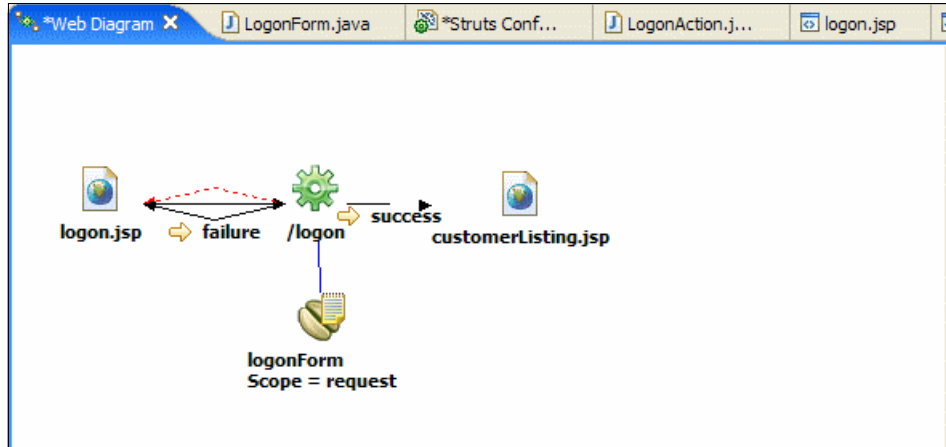 *Web Diagram
LogonForm.java
*Struts Conf...
LogonAction.j...
logon.jsp
logon.jsp
failure
/logon
success
customerListing.jsp
logonForm
Scope = request